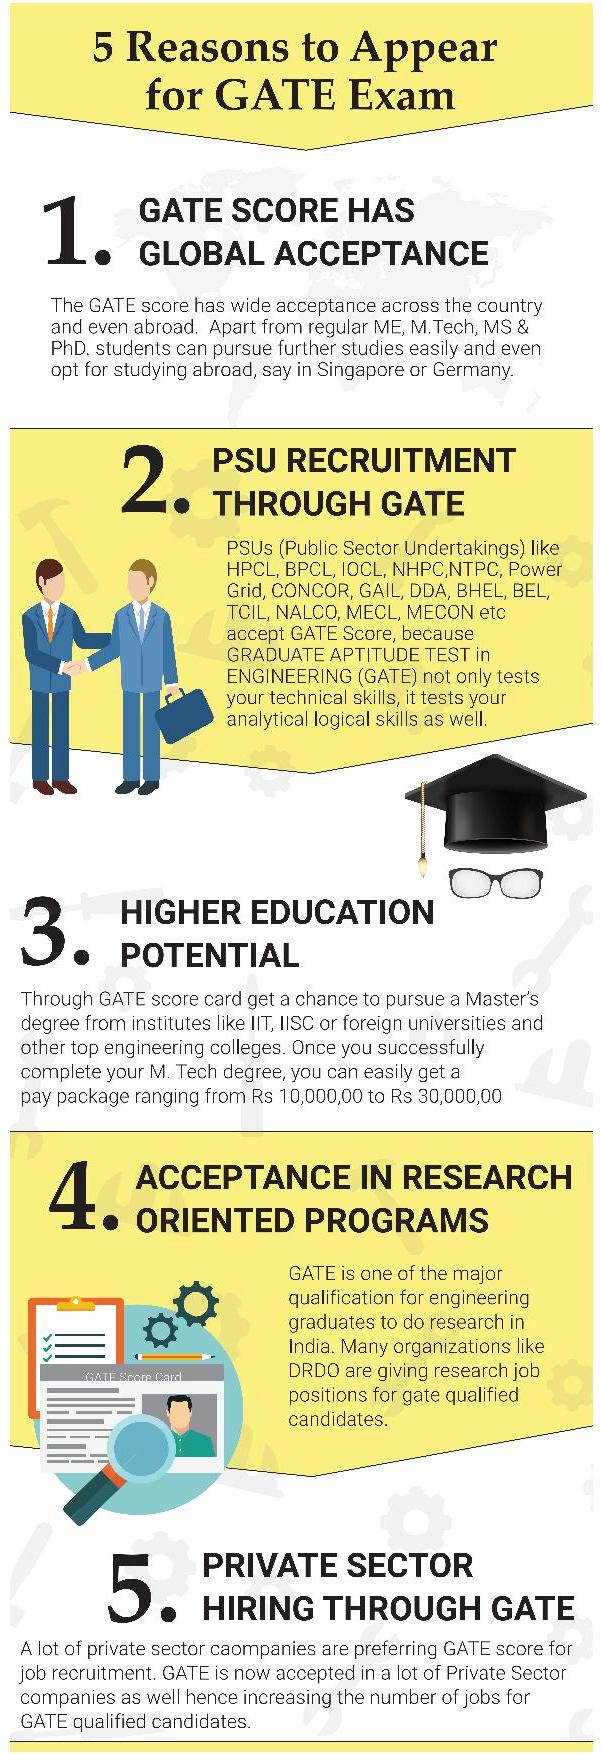 5 Reasons to Appear
for GATE Exam
1. GATE SCORE HAS
GLOBAL ACCEPTANCE
The GATE score has wide acceptance across the country
and even abroad. Apart from regular ME, M.Tech, MS &
PhD. students can pursue further studies easily and even
opt for studying abroad, say in Singapore or Germany.
2. PSU RECRUITMENT
THROUGH GATE
PSUs (Public Sector Undertakings) like
HPCL, BPCL, IOCL, NHPC,NTPC, Power
Grid, CONCOR, GAIL, DDA, BHEL, BEL,
TCIL, NALCO, MECL, MECON etc
accept GATE Score, because
GRADUATE APTITUDE TEST in
ENGINEERING (GATE) not only tests
your technical skills, it tests your
analytical logical skills as well.
3. HIGHER EDUCATION
POTENTIAL
Through GATE score card get a chance to pursue a Master's
degree from institutes like IIT, IISC or foreign universities and
other top engineering colleges. Once you successfully
complete your M. Tech degree, you can easily get a
pay package ranging from Rs 10,000,00 to Rs 30,000,00
4. ACCEPTANCE IN RESEARCH
ORIENTED PROGRAMS
GATE is one of the major
qualification for engineering
graduates to do research in
India. Many organizations like
DRDO are giving research job
positions for gate qualified
candidates.
GATE Score Card
5. PRIVATE SECTOR
HIRING THROUGH GATE
A lot of private sector caompanies are preferring GATE score for
job recruitment. GATE is now accepted in a lot of Private Sector
companies as well hence increasing the number of jobs for
GATE qualified candidates.